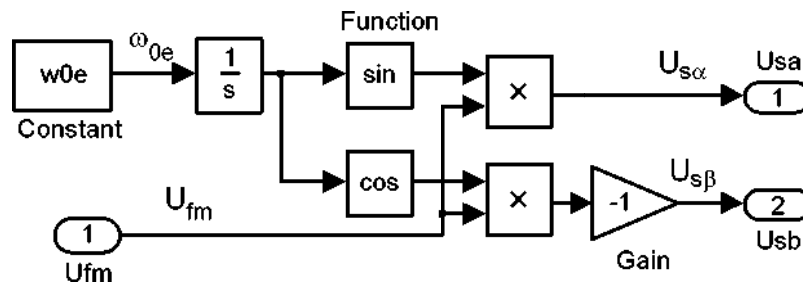 Function
ω0e
w0e
1
s
sin
×
Usα
Usa
1
Constant
cos
×
-1
Usβ
2
Usb
Ufm
1
Ufm
Gain